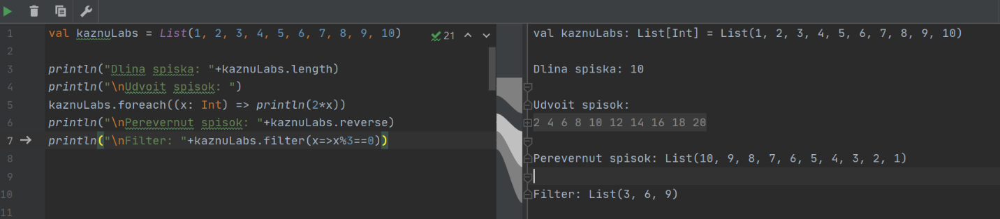 1 val kaznuLabs = List(1, 2, 3, 4, 5, 6, 7, 8, 9, 10)
2
3 println("Dlina spiska: "+kaznuLabs.length)
4 println("\nUdvoit spisok: ")
5 kaznuLabs.foreach((x: Int) => println(2*x))
6 println("\nPerevernut spisok: "+kaznuLabs.reverse)
7 println("\nFilter: "+kaznuLabs.filter(x=>x%3==0))
8
9
10
11
21
val kaznuLabs: List[Int] = List(1, 2, 3, 4, 5, 6, 7, 8, 9, 10)
Dlina spiska: 10
Udvoit spisok:
2 4 6 8 10 12 14 16 18 20
Perevernut spisok: List(10, 9, 8, 7, 6, 5, 4, 3, 2, 1)
Filter: List(3, 6, 9)